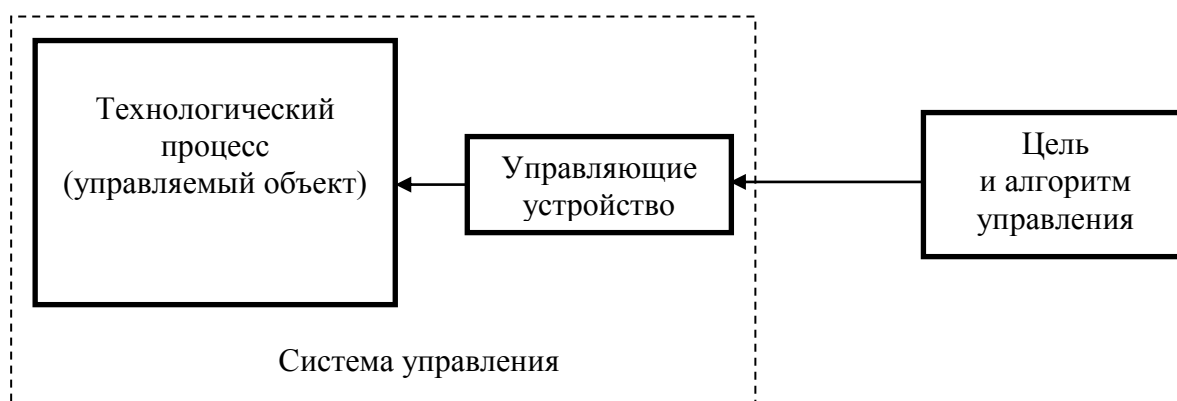 Технологический
процесс
(управляемый объект)
Управляющие
устройство
Цель
и алгоритм
управления
Система управления